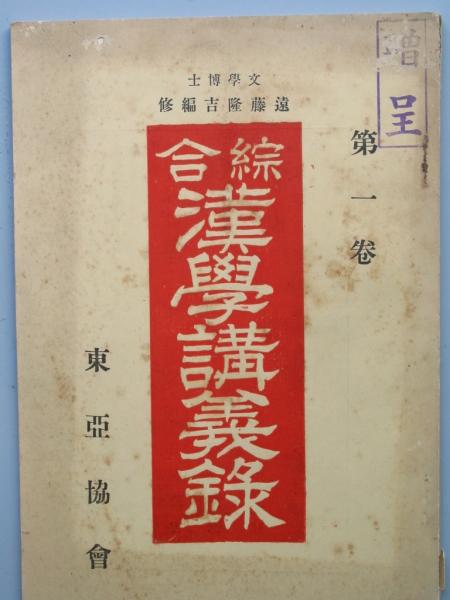 贈呈
第一卷
文學博士
遠藤隆吉編修
綜合
漢學講義錄
東亞協會